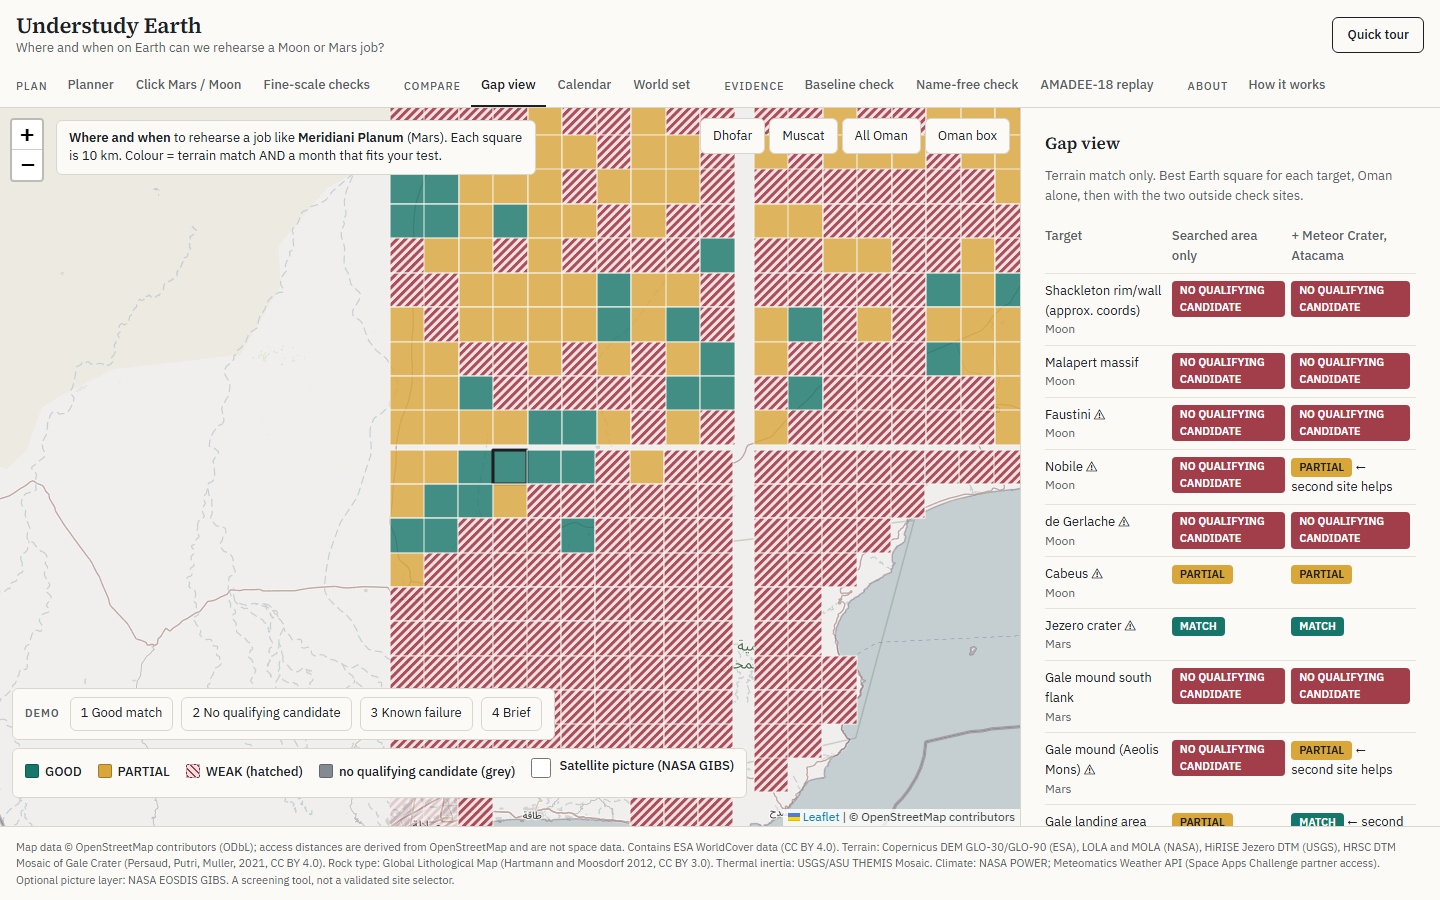 Understudy Earth
Where and when on Earth can we rehearse a Moon or Mars job?
Quick tour
PLAN Planner Click Mars / Moon Fine-scale checks COMPARE Gap view Calendar World set EVIDENCE Baseline check Name-free check AMADEE-18 replay ABOUT How it works
+
−
Where and when to rehearse a job like Meridiani Planum (Mars). Each square
is 10 km. Colour = terrain match AND a month that fits your test.
Dhofar Muscat All Oman Oman box
DEMO 1 Good match 2 No qualifying candidate 3 Known failure 4 Brief
GOOD PARTIAL WEAK (hatched) no qualifying candidate (grey) Satellite picture (NASA GIBS)
طاقة
Leaflet | © OpenStreetMap contributors
Gap view
Terrain match only. Best Earth square for each target, Oman
alone, then with the two outside check sites.
Target Searched area only + Meteor Crater, Atacama
Shackleton rim/wall (approx. coords) Moon NO QUALIFYING CANDIDATE NO QUALIFYING CANDIDATE
Malapert massif Moon NO QUALIFYING CANDIDATE NO QUALIFYING CANDIDATE
Faustini ⚠ Moon NO QUALIFYING CANDIDATE NO QUALIFYING CANDIDATE
Nobile ⚠ Moon NO QUALIFYING CANDIDATE PARTIAL ← second site helps
de Gerlache ⚠ Moon NO QUALIFYING CANDIDATE NO QUALIFYING CANDIDATE
Cabeus ⚠ Moon PARTIAL PARTIAL
Jezero crater ⚠ Mars MATCH MATCH
Gale mound south flank Mars NO QUALIFYING CANDIDATE NO QUALIFYING CANDIDATE
Gale mound (Aeolis Mons) ⚠ Mars NO QUALIFYING CANDIDATE PARTIAL ← second site helps
Gale landing area PARTIAL MATCH ← second
Map data © OpenStreetMap contributors (ODbL); access distances are derived from OpenStreetMap and are not space data. Contains ESA WorldCover data (CC BY 4.0). Terrain: Copernicus DEM GLO-30/GLO-90 (ESA), LOLA and MOLA (NASA), HiRISE Jezero DTM (USGS), HRSC DTM
Mosaic of Gale Crater (Persaud, Putri, Muller, 2021, CC BY 4.0). Rock type: Global Lithological Map (Hartmann and Moosdorf 2012, CC BY 3.0). Thermal inertia: USGS/ASU THEMIS Mosaic. Climate: NASA POWER; Meteomatics Weather API (Space Apps Challenge partner access).
Optional picture layer: NASA EOSDIS GIBS. A screening tool, not a validated site selector.